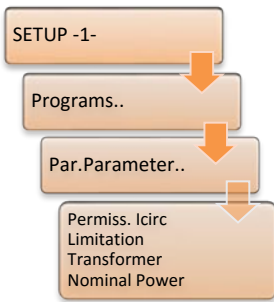 SETUP -1-
Programs..
Par.Parameter..
Permiss. Icirc
Limitation
Transformer
Nominal Power